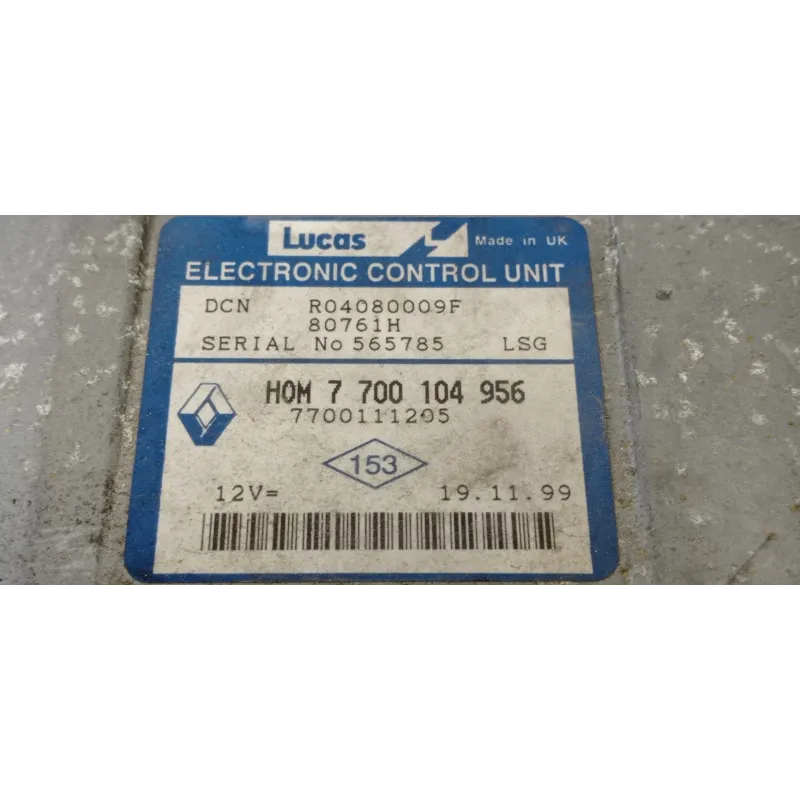 Lucas Made in UK
ELECTRONIC CONTROL UNIT
DCN R04080009F
80761H
SERIAL No 565785 LSG
HOM 7 700 104 956
7700111205
153
12V= 19.11.99